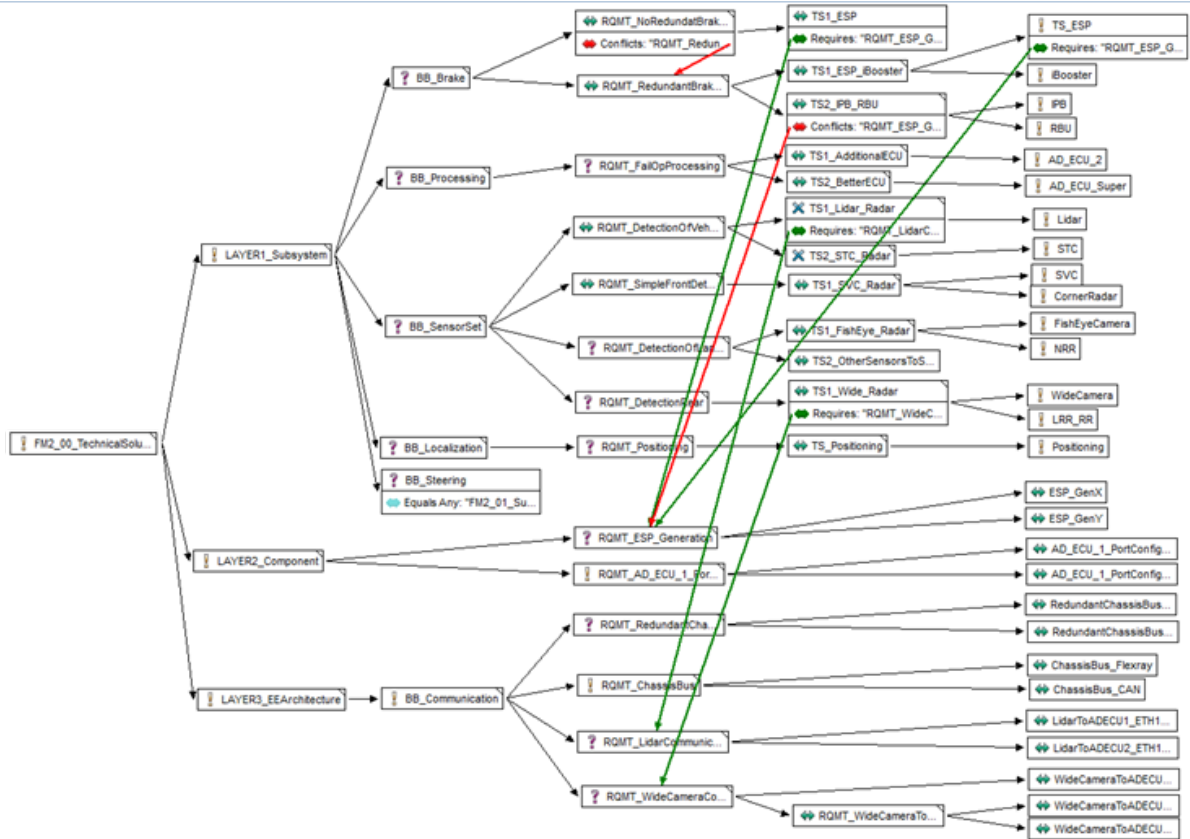 RQMT_NoRedundatBrak...
Conflicts: "RQMT_Redun...
TS1_ESP
Requires: "RQMT_ESP_G...
TS_ESP
Requires: "RQMT_ESP_G...
BB_Brake
RQMT_RedundantBrak...
TS1_ESP_iBooster
iBooster
TS2_IPB_RBU
Conflicts: "RQMT_ESP_G...
IPB
RBU
BB_Processing
RQMT_FailOpProcessing
TS1_AdditionalECU
AD_ECU_2
TS2_BetterECU
AD_ECU_Super
LAYER1_Subsystem
RQMT_DetectionOfVeh...
TS1_Lidar_Radar
Requires: "RQMT_LidarC...
Lidar
TS2_STC_Radar
STC
BB_SensorSet
RQMT_SimpleFrontDet...
TS1_SVC_Radar
SVC
CornerRadar
RQMT_DetectionOfLan...
TS1_FishEye_Radar
FishEyeCamera
NRR
TS2_OtherSensorsToS...
RQMT_DetectionRear
TS1_Wide_Radar
Requires: "RQMT_WideC...
WideCamera
LRR_RR
FM2_00_TechnicalSolu...
BB_Localization
RQMT_Positioning
TS_Positioning
Positioning
BB_Steering
Equals Any: "FM2_01_Su...
LAYER2_Component
RQMT_ESP_Generation
ESP_GenX
ESP_GenY
RQMT_AD_ECU_1_Por...
AD_ECU_1_PortConfig...
AD_ECU_1_PortConfig...
LAYER3_EEArchitecture
BB_Communication
RQMT_RedundantCha...
RedundantChassisBus...
RedundantChassisBus...
RQMT_ChassisBus
ChassisBus_Flexray
ChassisBus_CAN
RQMT_LidarCommunic...
LidarToADECU1_ETH1...
LidarToADECU2_ETH1...
RQMT_WideCameraCo...
WideCameraToADECU...
RQMT_WideCameraTo...
WideCameraToADECU...
WideCameraToADECU...